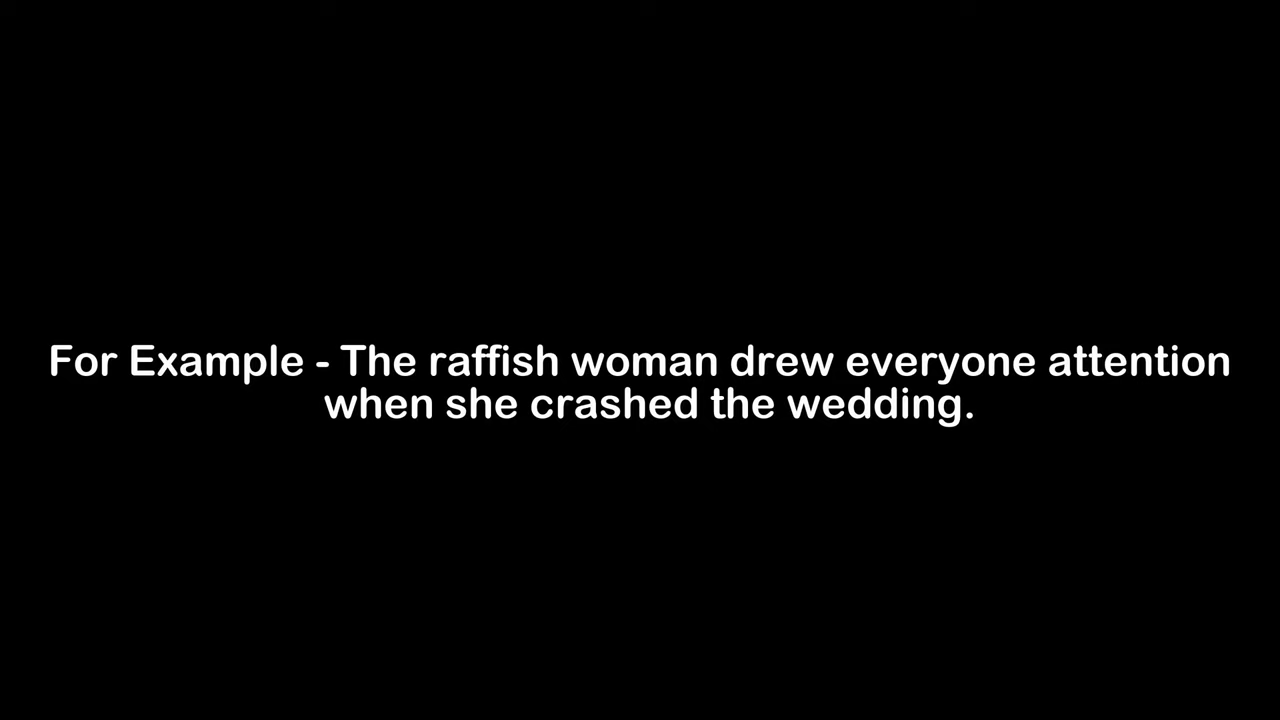 For Example - The raffish woman drew everyone attention
when she crashed the wedding.